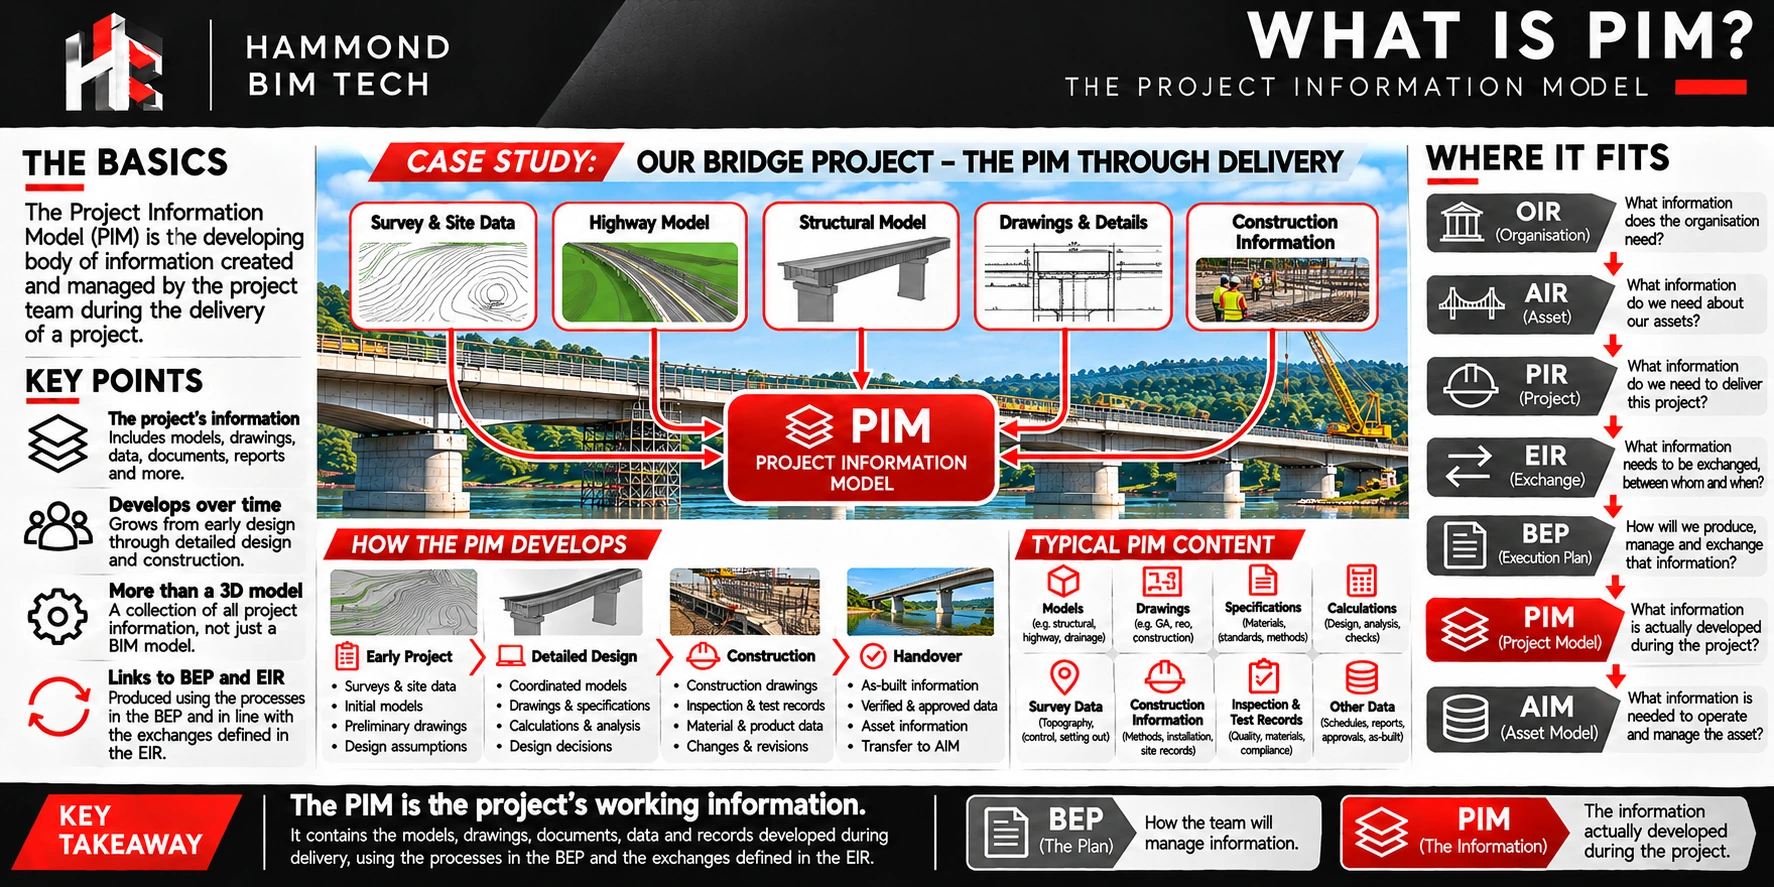 HAMMOND
BIM TECH
WHAT IS PIM?
THE PROJECT INFORMATION MODEL
THE BASICS
The Project Information
Model (PIM) is the developing
body of information created
and managed by the project
team during the delivery
of a project.
KEY POINTS
The project's information
Includes models, drawings,
data, documents, reports
and more.
Develops over time
Grows from early design
through detailed design
and construction.
More than a 3D model
A collection of all project
information, not just a
BIM model.
Links to BEP and EIR
Produced using the processes
in the BEP and in line with
the exchanges defined in
the EIR.
CASE STUDY: OUR BRIDGE PROJECT – THE PIM THROUGH DELIVERY
Survey & Site Data
Highway Model
Structural Model
Drawings & Details
Construction
Information
PIM
PROJECT INFORMATION
MODEL
HOW THE PIM DEVELOPS
Early Project
• Surveys & site data
• Initial models
• Preliminary drawings
• Design assumptions
Detailed Design
• Coordinated models
• Drawings & specifications
• Calculations & analysis
• Design decisions
Construction
• Construction drawings
• Inspection & test records
• Material & product data
• Changes & revisions
Handover
• As-built information
• Verified & approved data
• Asset information
• Transfer to AIM
TYPICAL PIM CONTENT
Models
(e.g. structural,
highway, drainage)
Drawings
(e.g. GA, reo,
construction)
Specifications
(Materials,
standards, methods)
Calculations
(Design, analysis,
checks)
Survey Data
(Topography,
control, setting out)
Construction
Information
(Methods, installation,
site records)
Inspection &
Test Records
(Quality, materials,
compliance)
Other Data
(Schedules, reports,
approvals, as-built)
WHERE IT FITS
OIR
(Organisation)
What information
does the organisation
need?
AIR
(Asset)
What information
do we need about
our assets?
PIR
(Project)
What information
do we need to deliver
this project?
EIR
(Exchange)
What information
needs to be exchanged,
between whom and when?
BEP
(Execution Plan)
How will we produce,
manage and exchange
that information?
PIM
(Project Model)
What information
is actually developed
during the project?
AIM
(Asset Model)
What information is
needed to operate
and manage the asset?
KEY
TAKEAWAY
The PIM is the project's working information.
It contains the models, drawings, documents, data and records developed during
delivery, using the processes in the BEP and the exchanges defined in the EIR.
BEP
(The Plan)
How the team will
manage information.
PIM
(The Information)
The information
actually developed
during the project.